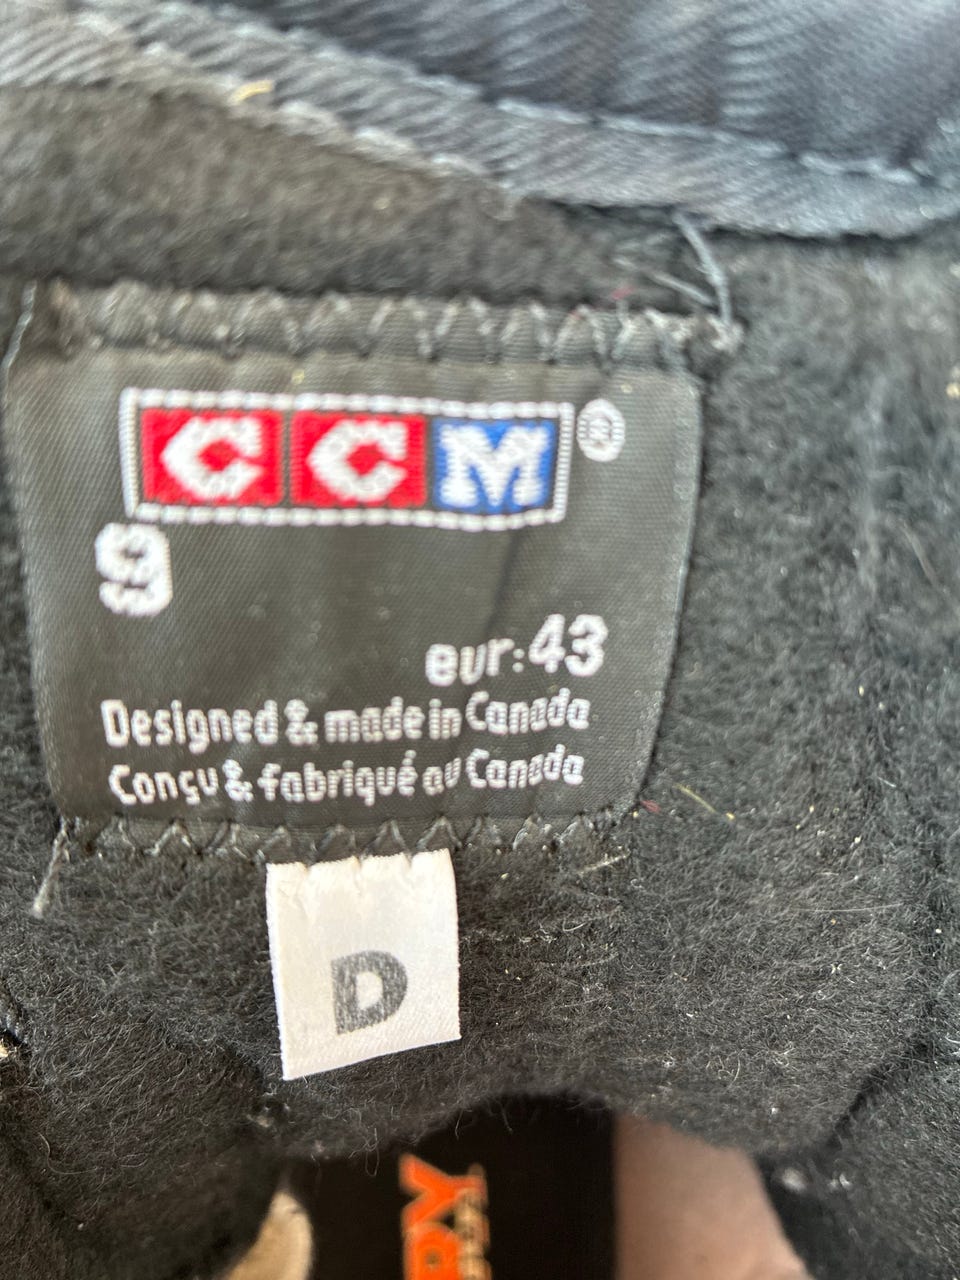 CCM®
9
eur: 43
Designed & made in Canada
Conçu & fabriqué au Canada
D